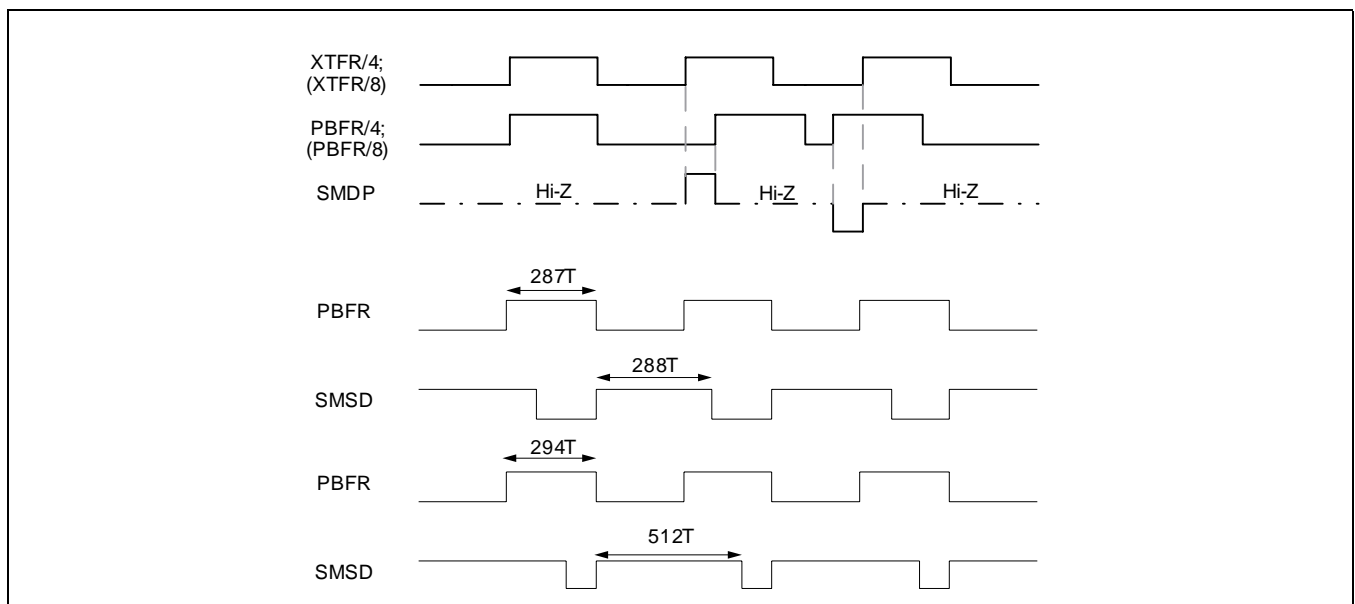 XTFR/4;
(XTFR/8)
PBFR/4;
(PBFR/8)
SMDP
Hi-Z
Hi-Z
Hi-Z
287T
PBFR
288T
SMSD
294T
PBFR
512T
SMSD